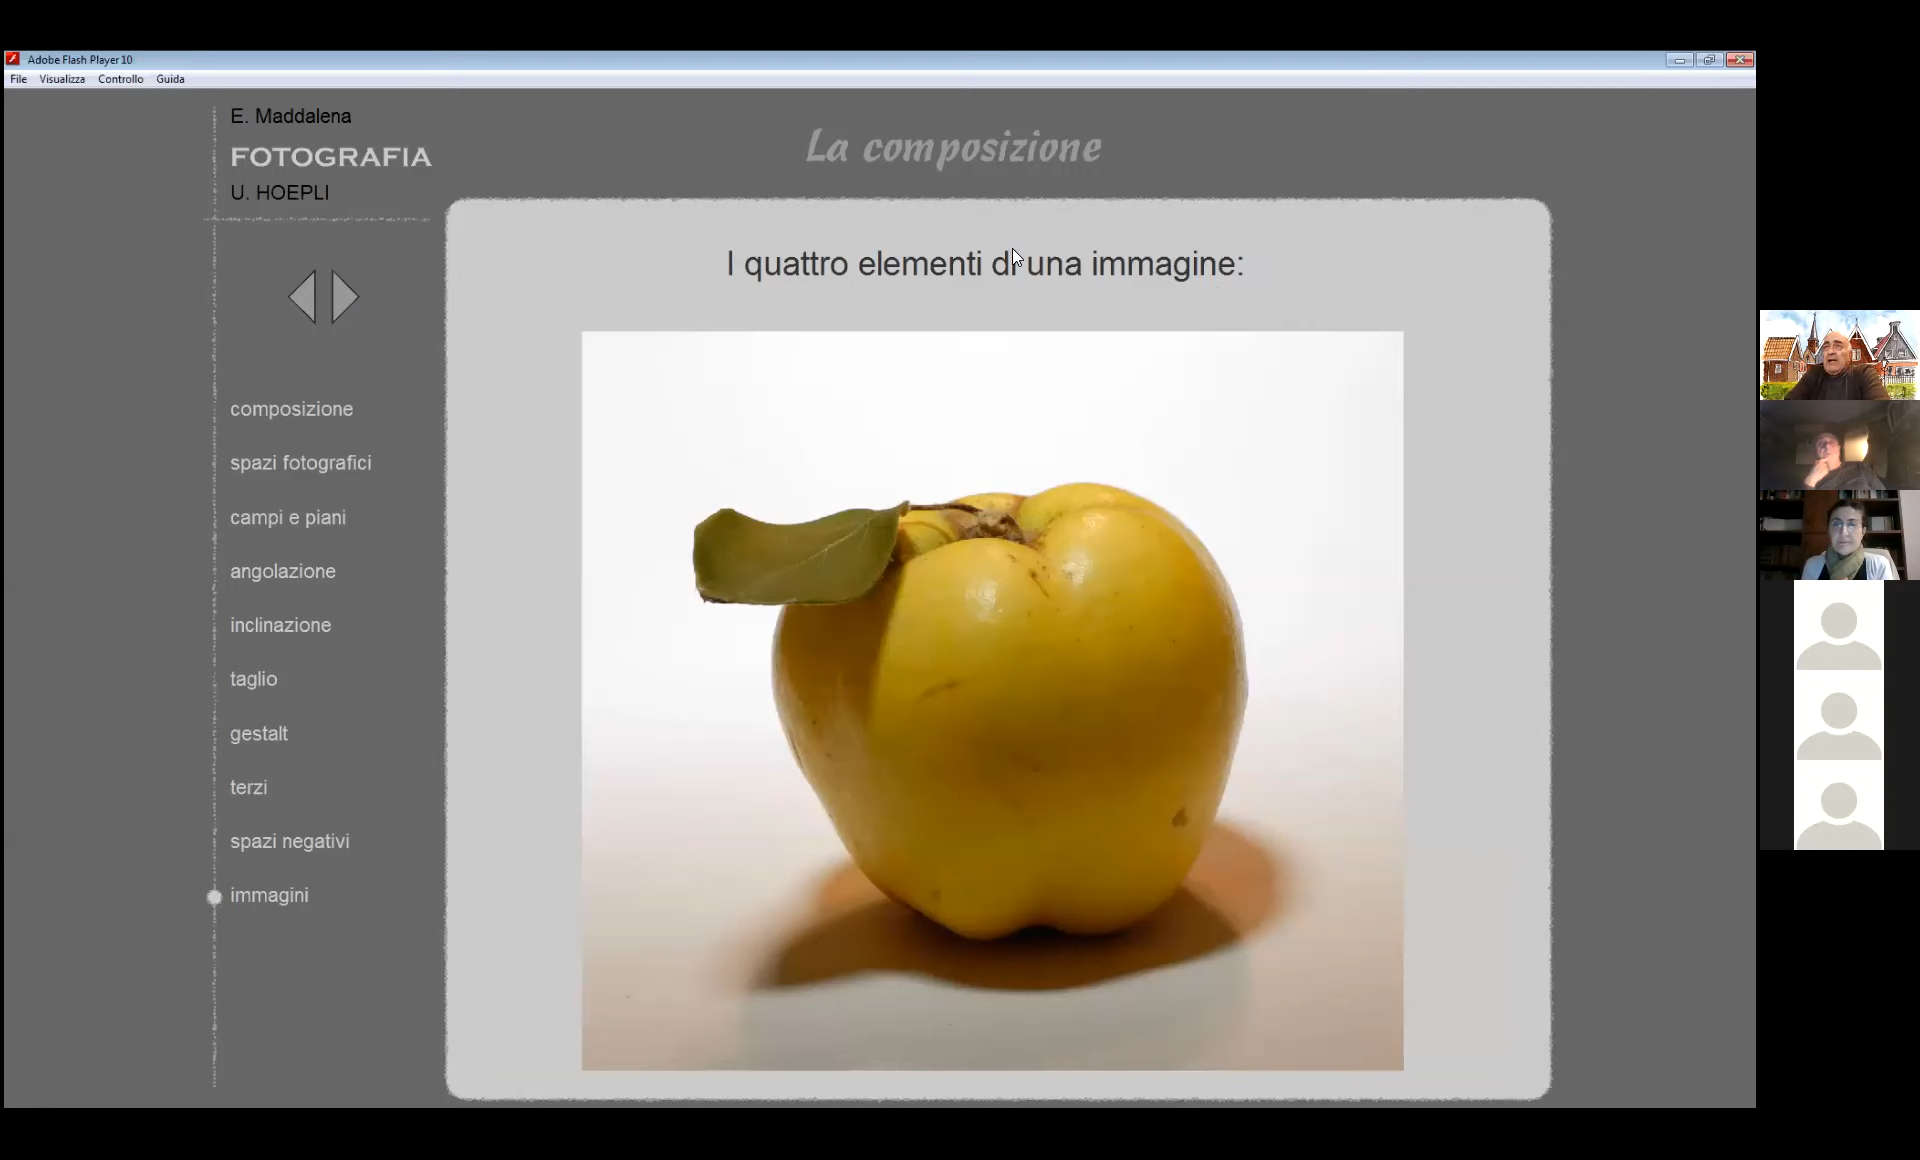 Adobe Flash Player 10
File Visualizza Controllo Guida
E. Maddalena
FOTOGRAFIA
U. HOEPLI
La composizione
I quattro elementi di una immagine:
composizione
spazi fotografici
campi e piani
angolazione
inclinazione
taglio
gestalt
terzi
spazi negativi
immagini